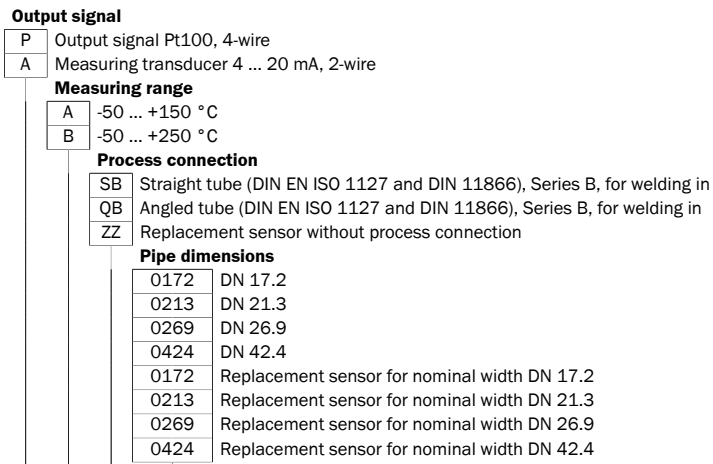 Output signal
P Output signal Pt100, 4-wire
A Measuring transducer 4 ... 20 mA, 2-wire
Measuring range
A -50 ... +150 °C
B -50 ... +250 °C
Process connection
SB Straight tube (DIN EN ISO 1127 and DIN 11866), Series B, for welding in
QB Angled tube (DIN EN ISO 1127 and DIN 11866), Series B, for welding in
ZZ Replacement sensor without process connection
Pipe dimensions
0172 DN 17.2
0213 DN 21.3
0269 DN 26.9
0424 DN 42.4
0172 Replacement sensor for nominal width DN 17.2
0213 Replacement sensor for nominal width DN 21.3
0269 Replacement sensor for nominal width DN 26.9
0424 Replacement sensor for nominal width DN 42.4